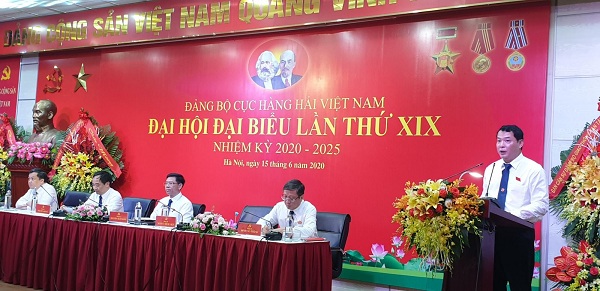 ĐẢNG CỘNG SẢN VIỆT NAM QUANG VINH
ĐẢNG BỘ CỤC HÀNG HẢI VIỆT NAM
ĐẠI HỘI ĐẠI BIỂU LẦN THỨ XIX
NHIỆM KỲ 2020 - 2025
Hà Nội, ngày 15 tháng 6 năm 2020